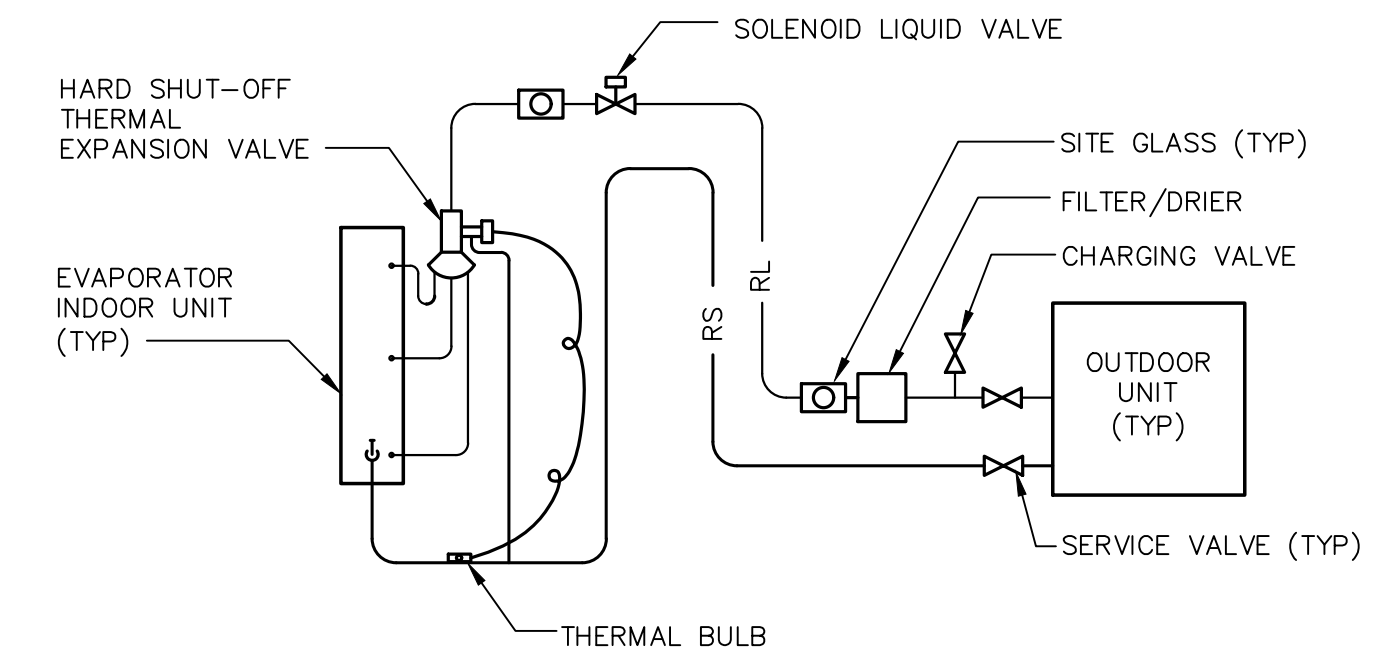 SOLENOID LIQUID VALVE
HARD SHUT-OFF
THERMAL
EXPANSION VALVE
SITE GLASS (TYP)
FILTER/DRIER
CHARGING VALVE
EVAPORATOR
INDOOR UNIT
(TYP)
RL
RS
OUTDOOR
UNIT
(TYP)
SERVICE VALVE (TYP)
THERMAL BULB